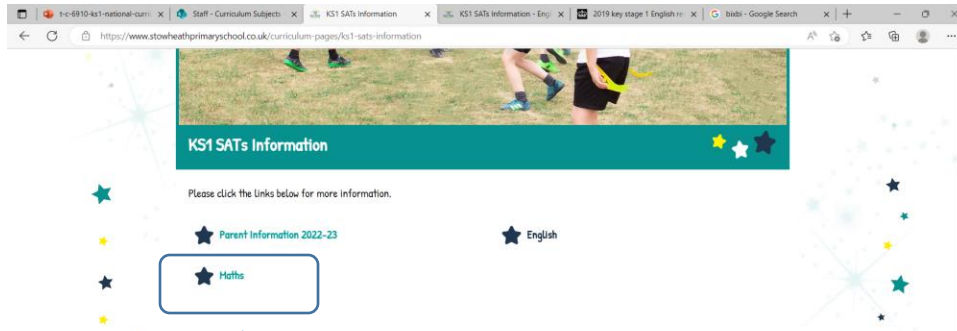 t-c-6910-ks1-national-curri
Staff - Curriculum Subjects
KS1 SATs Information
KS1 SATs Information - Engl
2019 key stage 1 English re
bixbi - Google Search
https://www.stowheathprimaryschool.co.uk/curriculum-pages/ks1-sats-information
KS1 SATs Information
Please click the links below for more information.
Parent Information 2022-23
English
Maths